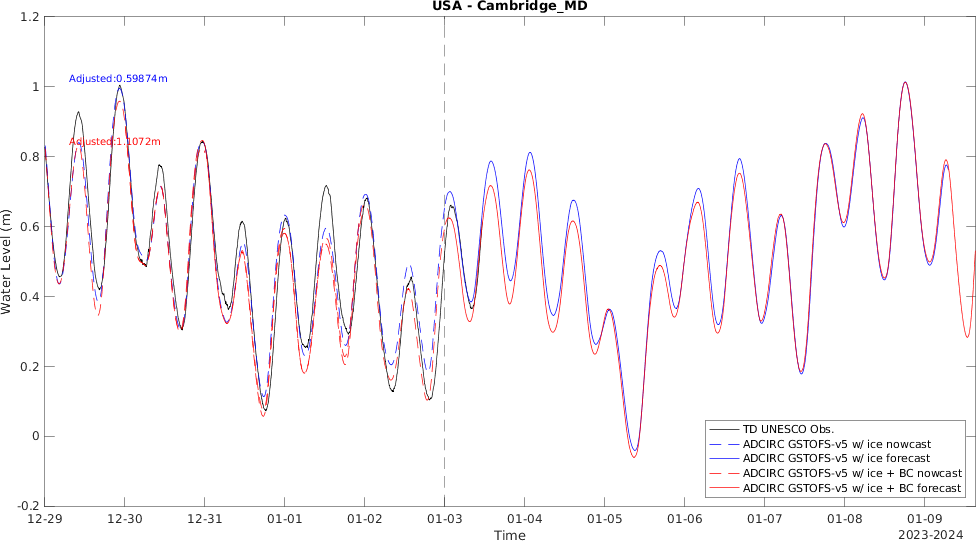 USA - Cambridge_MD
1.2
1
0.8
0.6
0.4
0.2
0
-0.2
Water Level (m)
Adjusted:0.59874m
Adjusted:1.1072m
TD UNESCO Obs.
ADCIRC GSTOFS-v5 w/ ice nowcast
ADCIRC GSTOFS-v5 w/ ice forecast
ADCIRC GSTOFS-v5 w/ ice + BC nowcast
ADCIRC GSTOFS-v5 w/ ice + BC forecast
12-29 12-30 12-31 01-01 01-02 01-03 01-04 01-05 01-06 01-07 01-08 01-09
Time
2023-2024